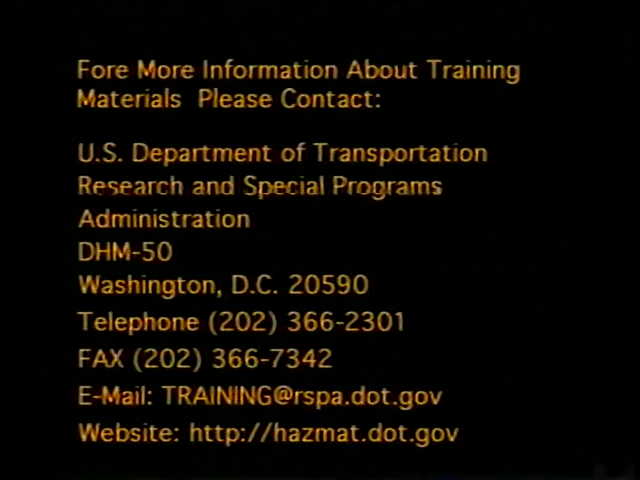 Fore More Information About Training
Materials  Please Contact:
U.S. Department of Transportation
Research and Special Programs
Administration
DHM-50
Washington, D.C. 20590
Telephone (202) 366-2301
FAX (202) 366-7342
E-Mail: TRAINING@rspa.dot.gov
Website: http://hazmat.dot.gov